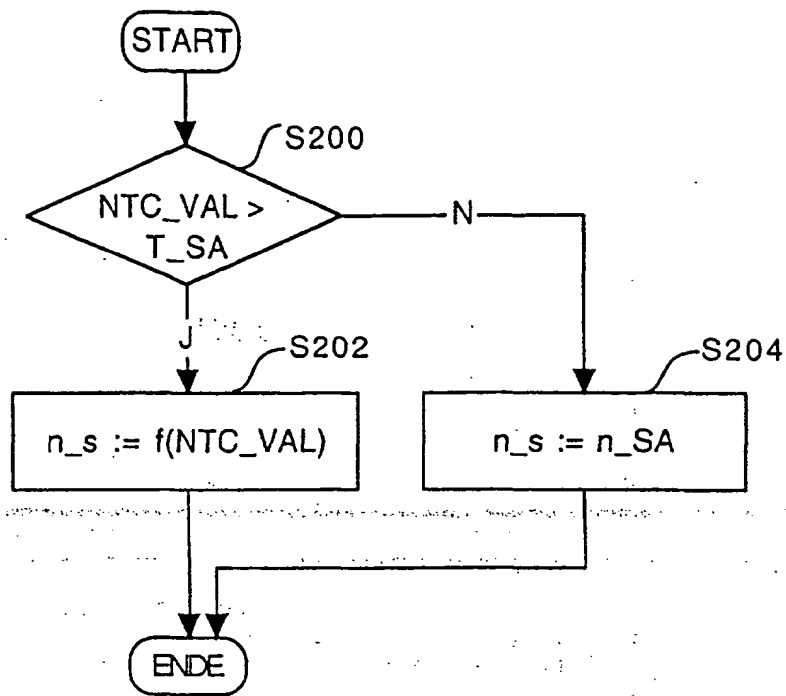 START
S200
NTC_VAL >
T_SA
N
J
S202
S204
n_s := f(NTC_VAL)
n_s := n_SA
ENDE